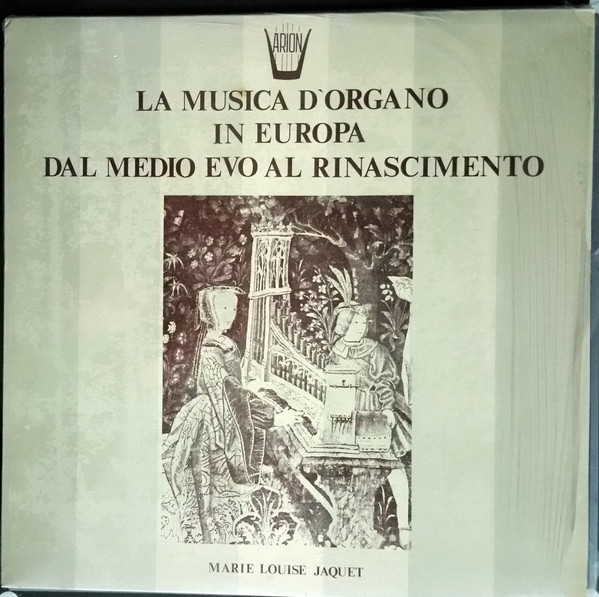 ARION
LA MUSICA D`ORGANO
IN EUROPA
DAL MEDIO EVO AL RINASCIMENTO
MARIE LOUISE JAQUET